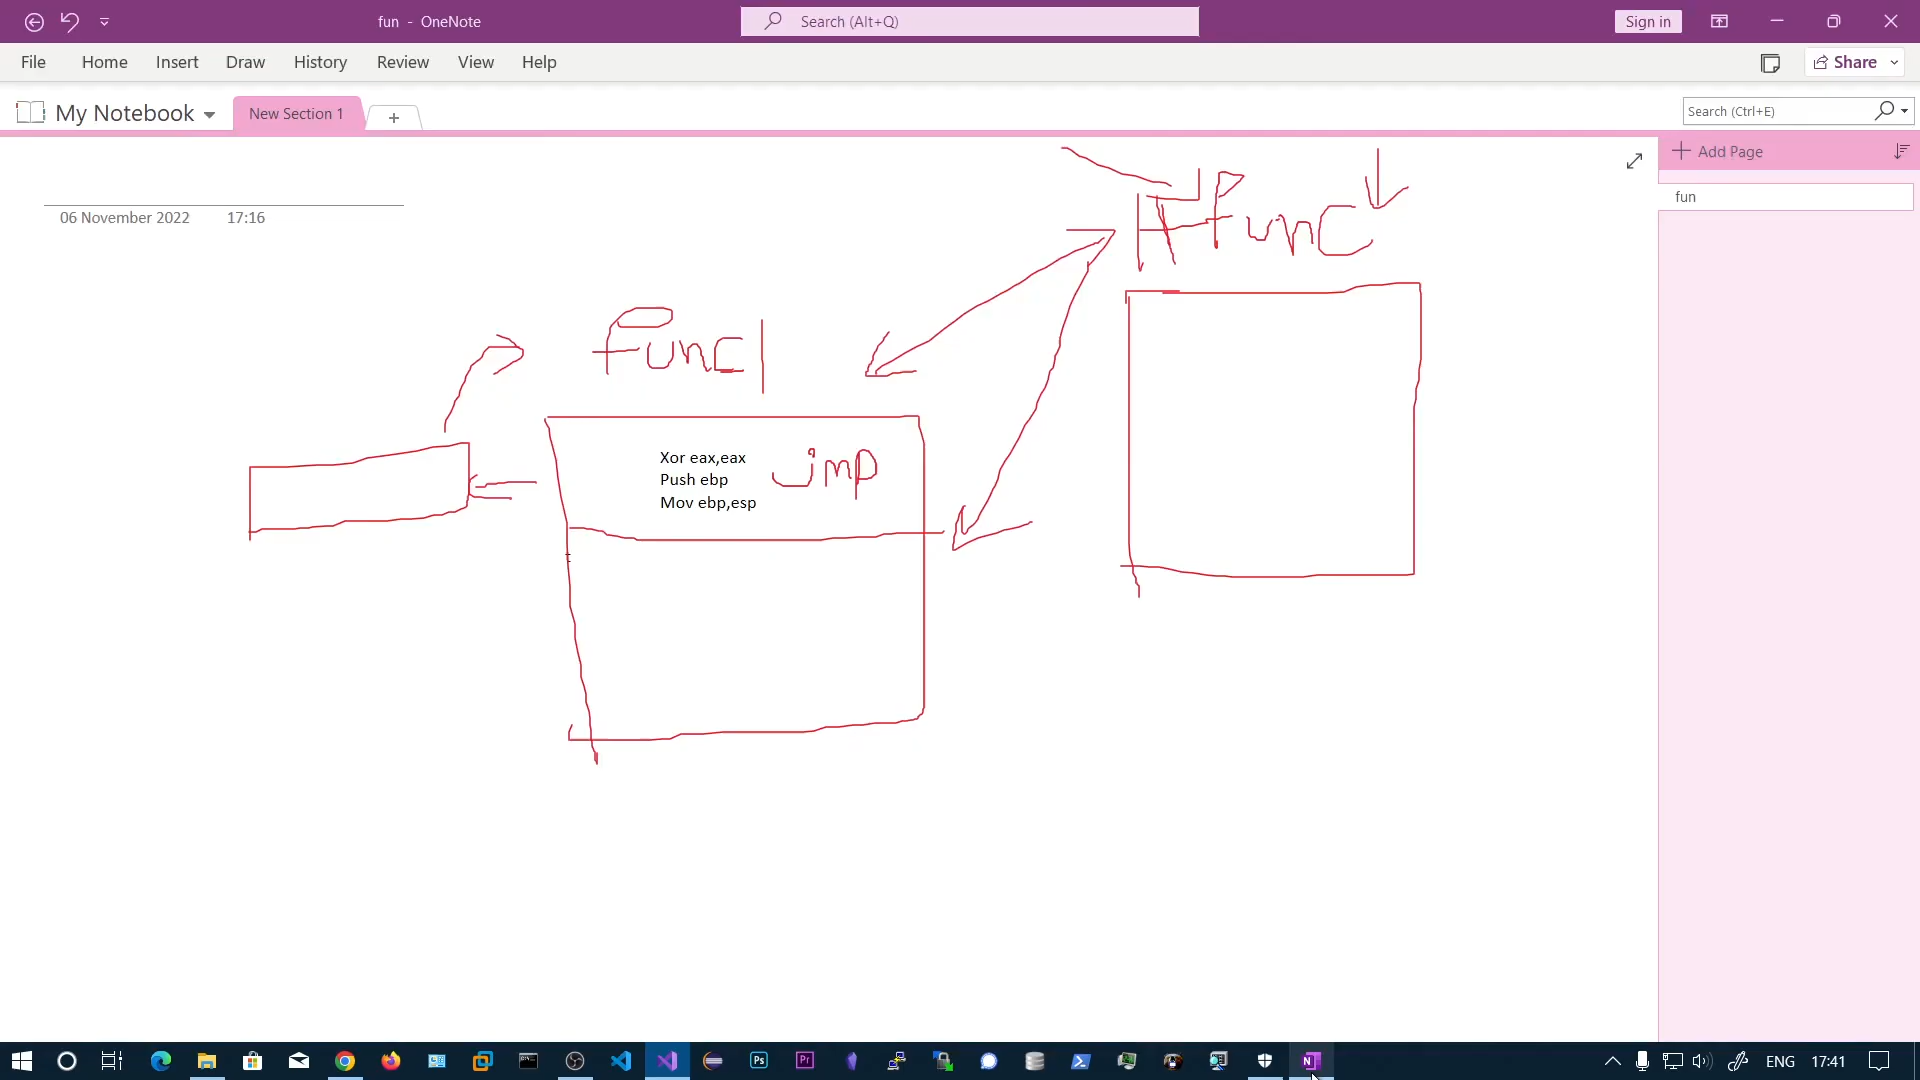 fun - OneNote
Search (Alt+Q)
Sign in
File Home Insert Draw History Review View Help
Share
My Notebook
New Section 1
+
Search (Ctrl+E)
Add Page
fun
06 November 2022 17:16
func
func1
Xor eax,eax
Push ebp
Mov ebp,esp
jmp
Ps
Pr
N
ENG
17:41